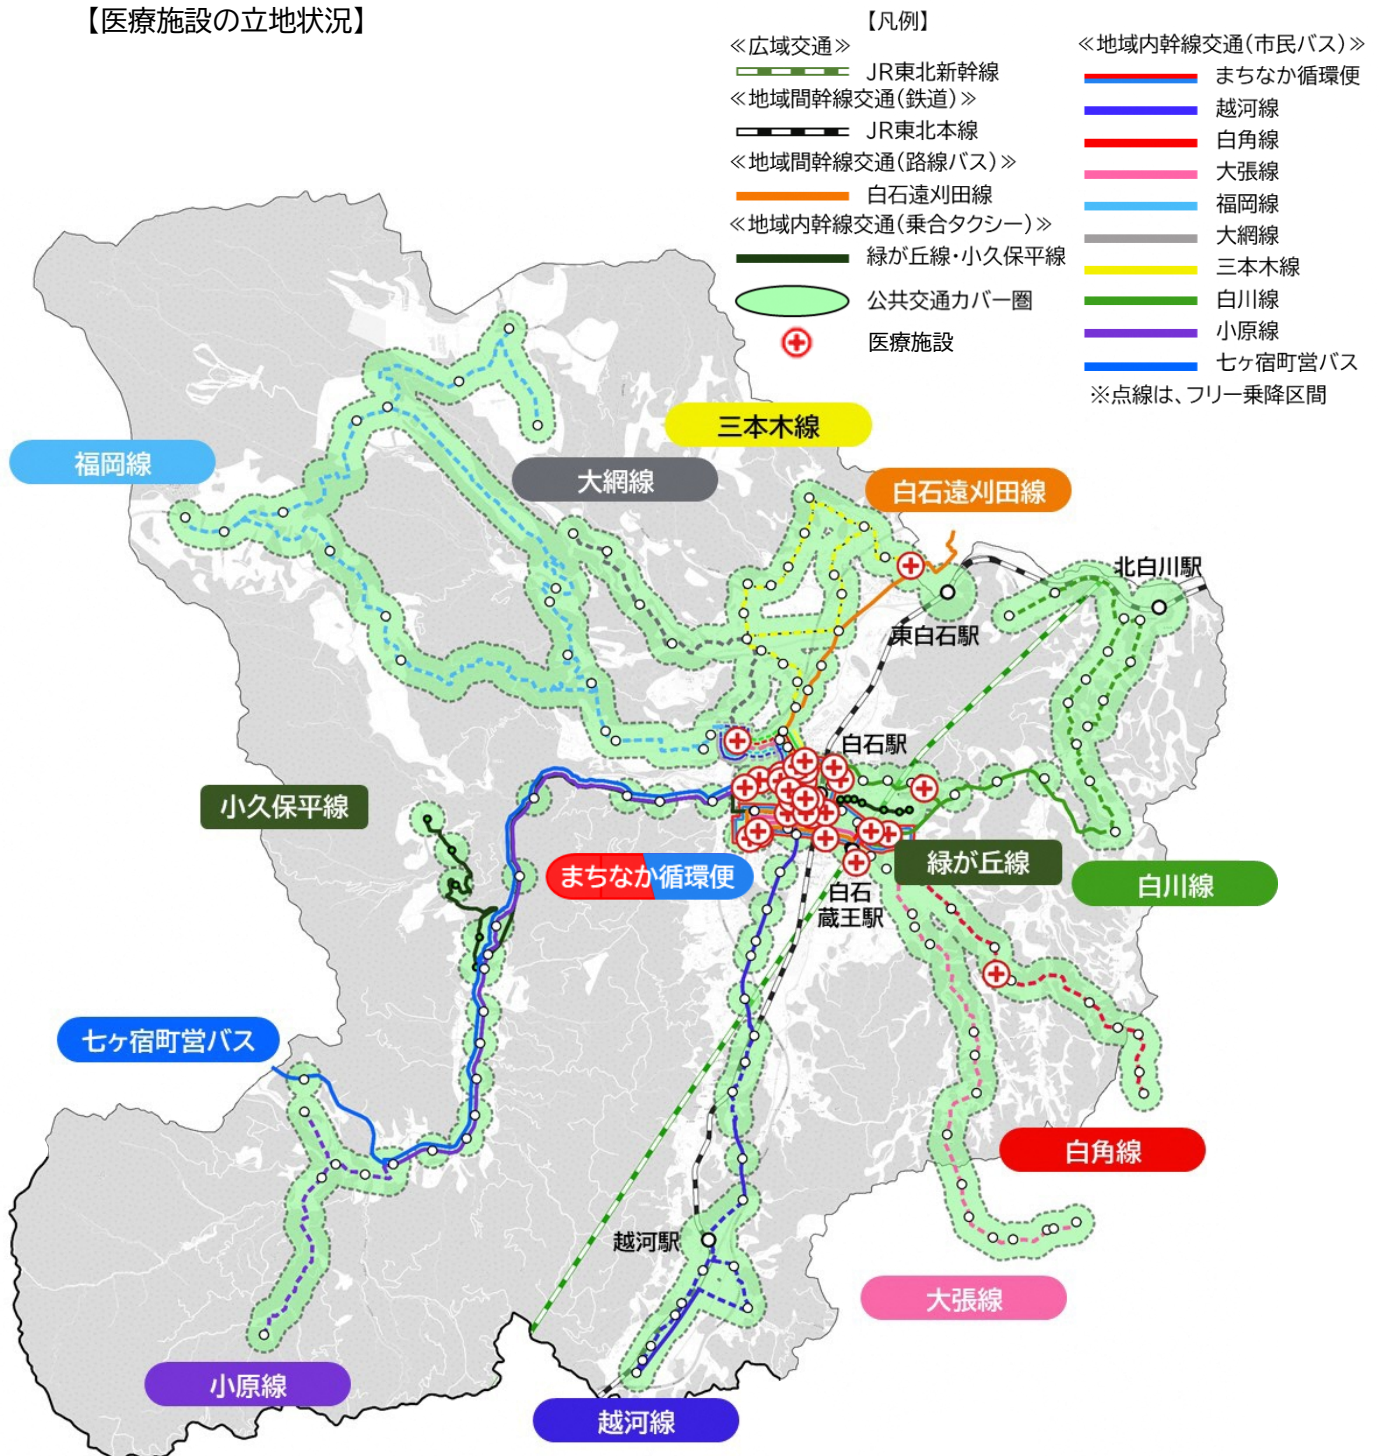 【医療施設の立地状況】
【凡例】
≪広域交通≫
JR東北新幹線
≪地域間幹線交通(鉄道)≫
JR東北本線
≪地域間幹線交通(路線バス)≫
白石遠刈田線
≪地域内幹線交通(乗合タクシー)≫
緑が丘線・小久保平線
公共交通カバー圏
医療施設
≪地域内幹線交通(市民バス)≫
まちなか循環便
越河線
白角線
大張線
福岡線
大網線
三本木線
白川線
小原線
七ヶ宿町営バス
※点線は、フリー乗降区間
三本木線
福岡線
大網線
白石遠刈田線
北白川駅
東白石駅
白石駅
小久保平線
まちなか循環便
緑が丘線
白川線
白石
蔵王駅
七ヶ宿町営バス
白角線
越河駅
大張線
小原線
越河線